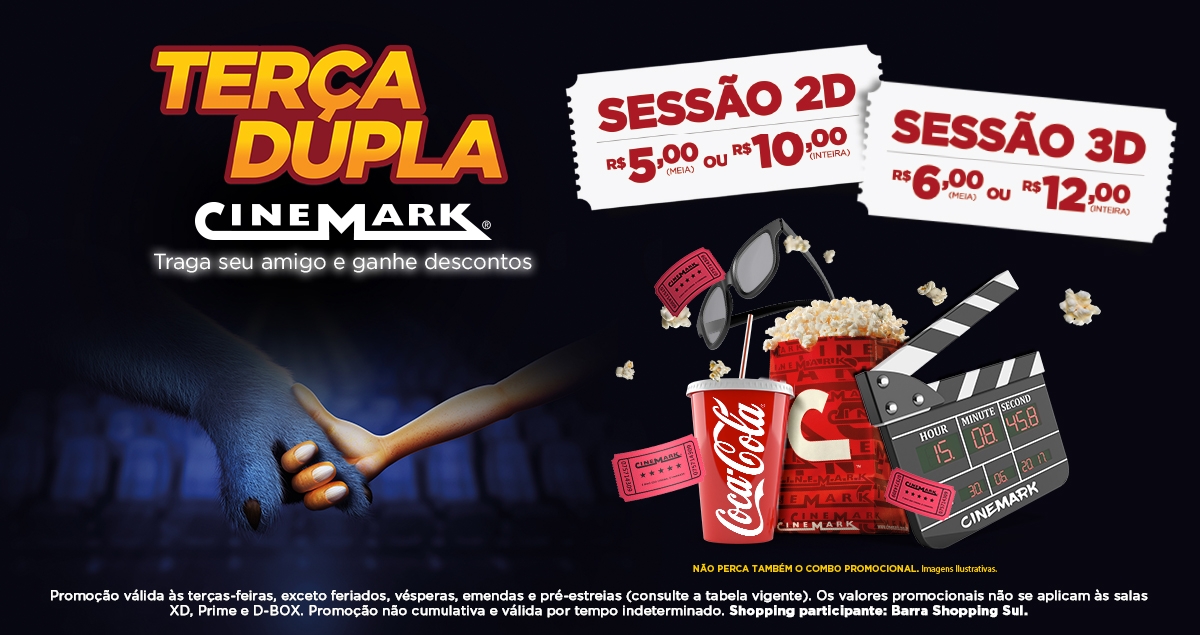 TERÇA
DUPLA
CINEMARK®
Traga seu amigo e ganhe descontos
SESSÃO 2D
R$5,00 (MEIA) OU R$10,00 (INTEIRA)
SESSÃO 3D
R$6,00 (MEIA) OU R$12,00 (INTEIRA)
CINEMARK
CINEMARK
Coca-Cola
C
CINEMARK
HOUR MINUTE SECOND
15. 08. 45.8
30. 06 2017
CINEMARK
CINEMARK
NÃO PERCA TAMBÉM O COMBO PROMOCIONAL. Imagens Ilustrativas.
Promoção válida às terças-feiras, exceto feriados, vésperas, emendas e pré-estreias (consulte a tabela vigente). Os valores promocionais não se aplicam às salas
XD, Prime e D-BOX. Promoção não cumulativa e válida por tempo indeterminado. Shopping participante: Barra Shopping Sul.